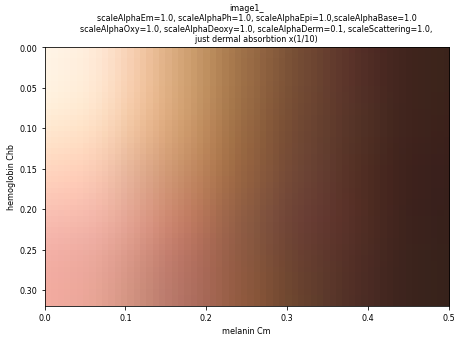 image1_
scaleAlphaEm=1.0, scaleAlphaPh=1.0, scaleAlphaEpi=1.0,scaleAlphaBase=1.0
scaleAlphaOxy=1.0, scaleAlphaDeoxy=1.0, scaleAlphaDerm=0.1, scaleScattering=1.0,
just dermal absorbtion x(1/10)
0.00
0.05
0.10
0.15
0.20
0.25
0.30
hemoglobin Chb
0.0 0.1 0.2 0.3 0.4 0.5
melanin Cm